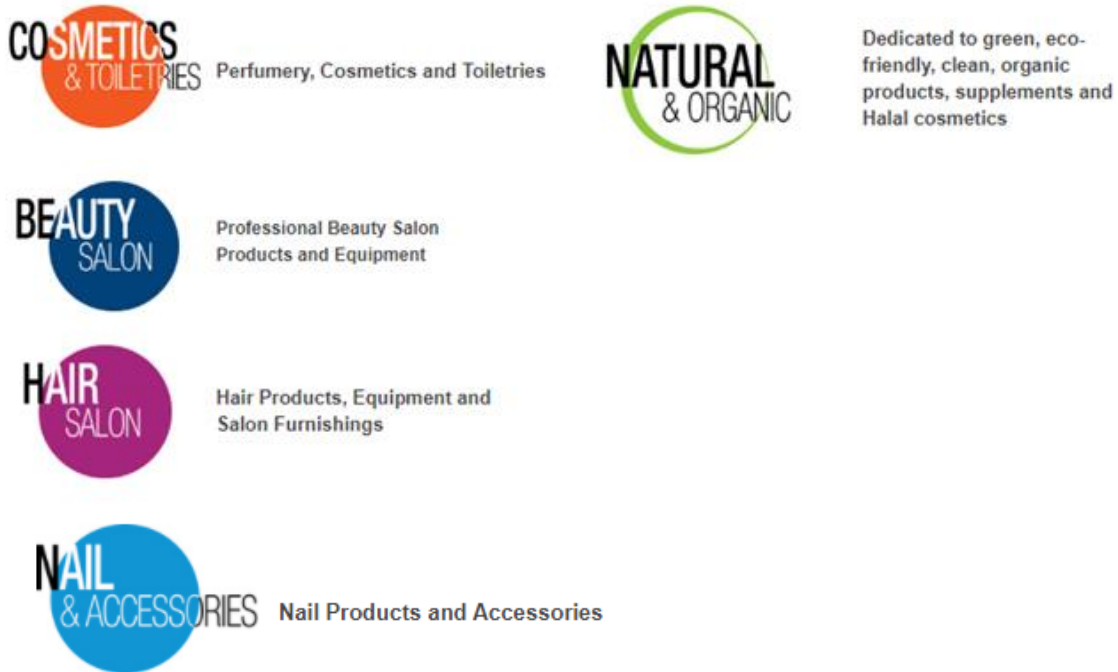 COSMETICS
& TOILETRIES
Perfumery, Cosmetics and Toiletries
NATURAL
& ORGANIC
Dedicated to green, eco-
friendly, clean, organic
products, supplements and
Halal cosmetics
BEAUTY
SALON
Professional Beauty Salon
Products and Equipment
HAIR
SALON
Hair Products, Equipment and
Salon Furnishings
NAIL
& ACCESSORIES
Nail Products and Accessories